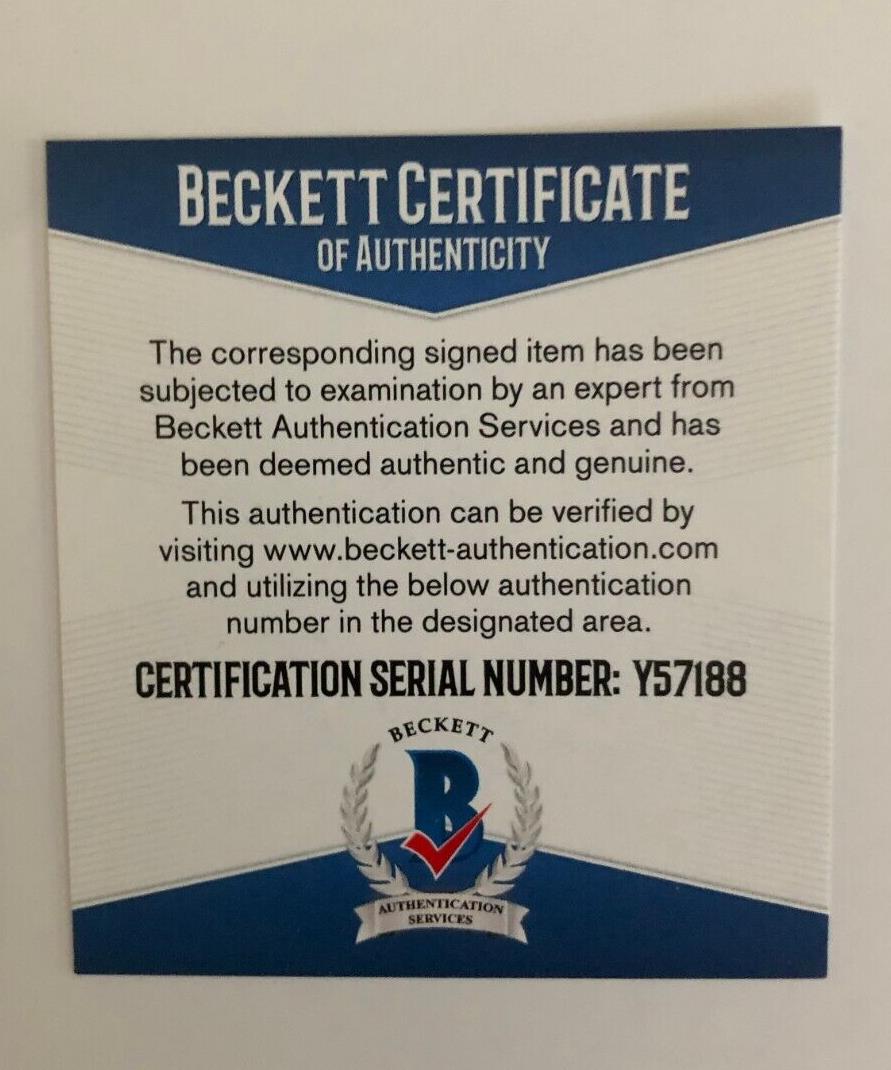 BECKETT CERTIFICATE
OF AUTHENTICITY
The corresponding signed item has been
subjected to examination by an expert from
Beckett Authentication Services and has
been deemed authentic and genuine.
This authentication can be verified by
visiting www.beckett-authentication.com
and utilizing the below authentication
number in the designated area.
CERTIFICATION SERIAL NUMBER: Y57188
BECKETT
B
AUTHENTICATION
SERVICES